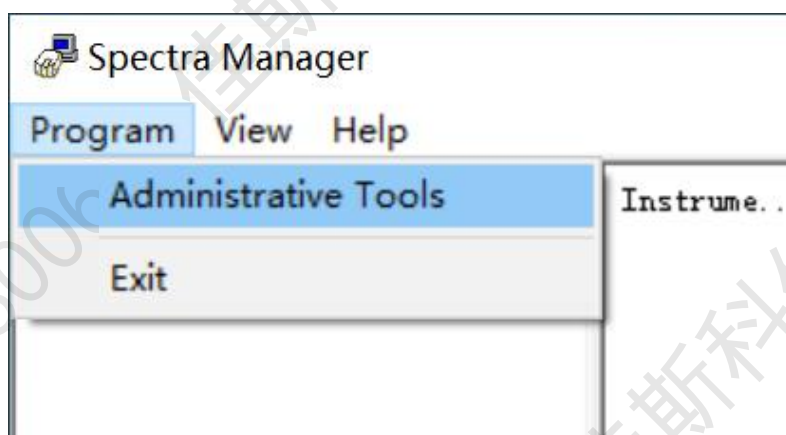 Spectra Manager
Program View Help
Administrative Tools
Instrume..
Exit